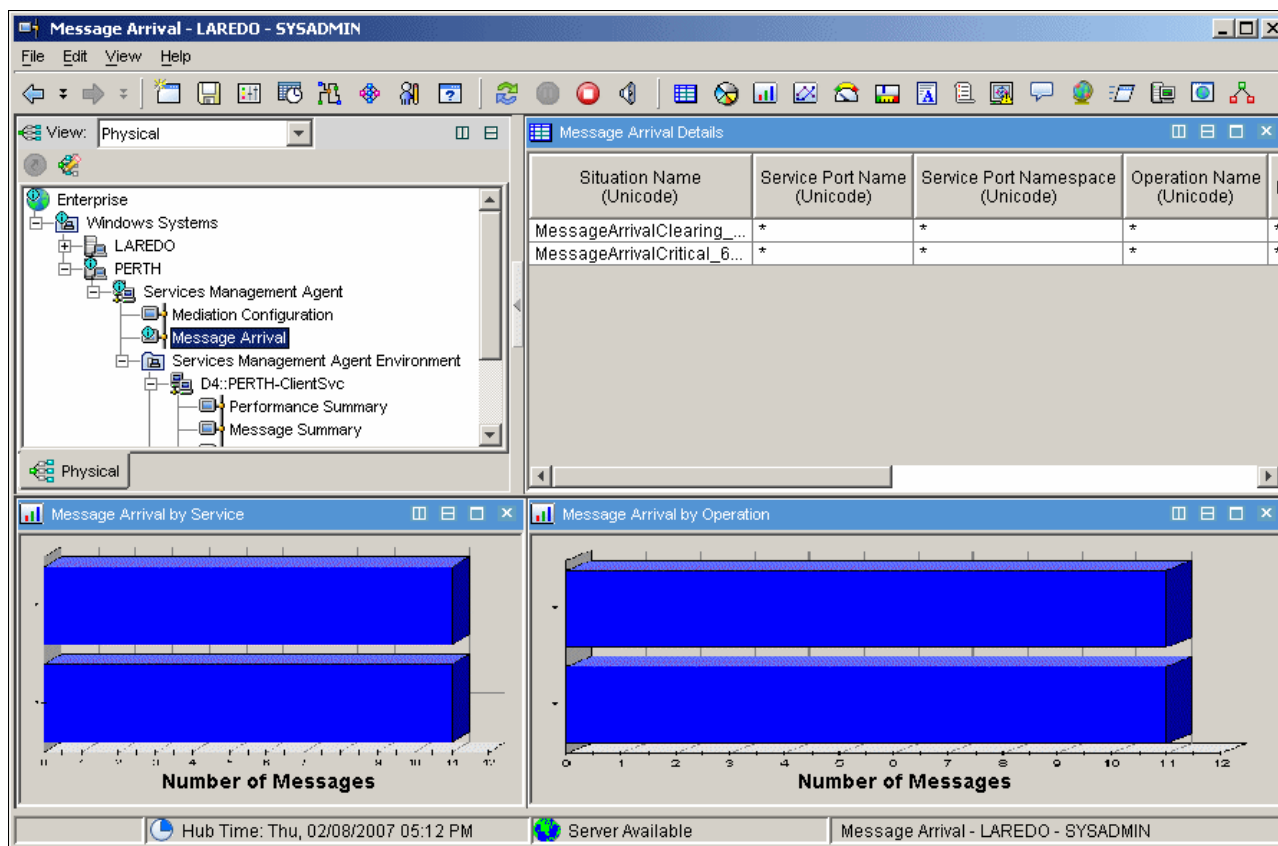 Message Arrival - LAREDO - SYSADMIN
File Edit View Help
View: Physical
Enterprise
Windows Systems
LAREDO
PERTH
Services Management Agent
Mediation Configuration
Message Arrival
Services Management Agent Environment
D4::PERTH-ClientSvc
Performance Summary
Message Summary
Physical
Message Arrival Details
Situation Name (Unicode) Service Port Name (Unicode) Service Port Namespace (Unicode) Operation Name (Unicode)
MessageArrivalClearing_... * * * *
MessageArrivalCritical_6... * * * *
Message Arrival by Service
Number of Messages
Message Arrival by Operation
0 1 2 3 4 5 6 7 8 9 10 11 12
Number of Messages
Hub Time: Thu, 02/08/2007 05:12 PM Server Available Message Arrival - LAREDO - SYSADMIN